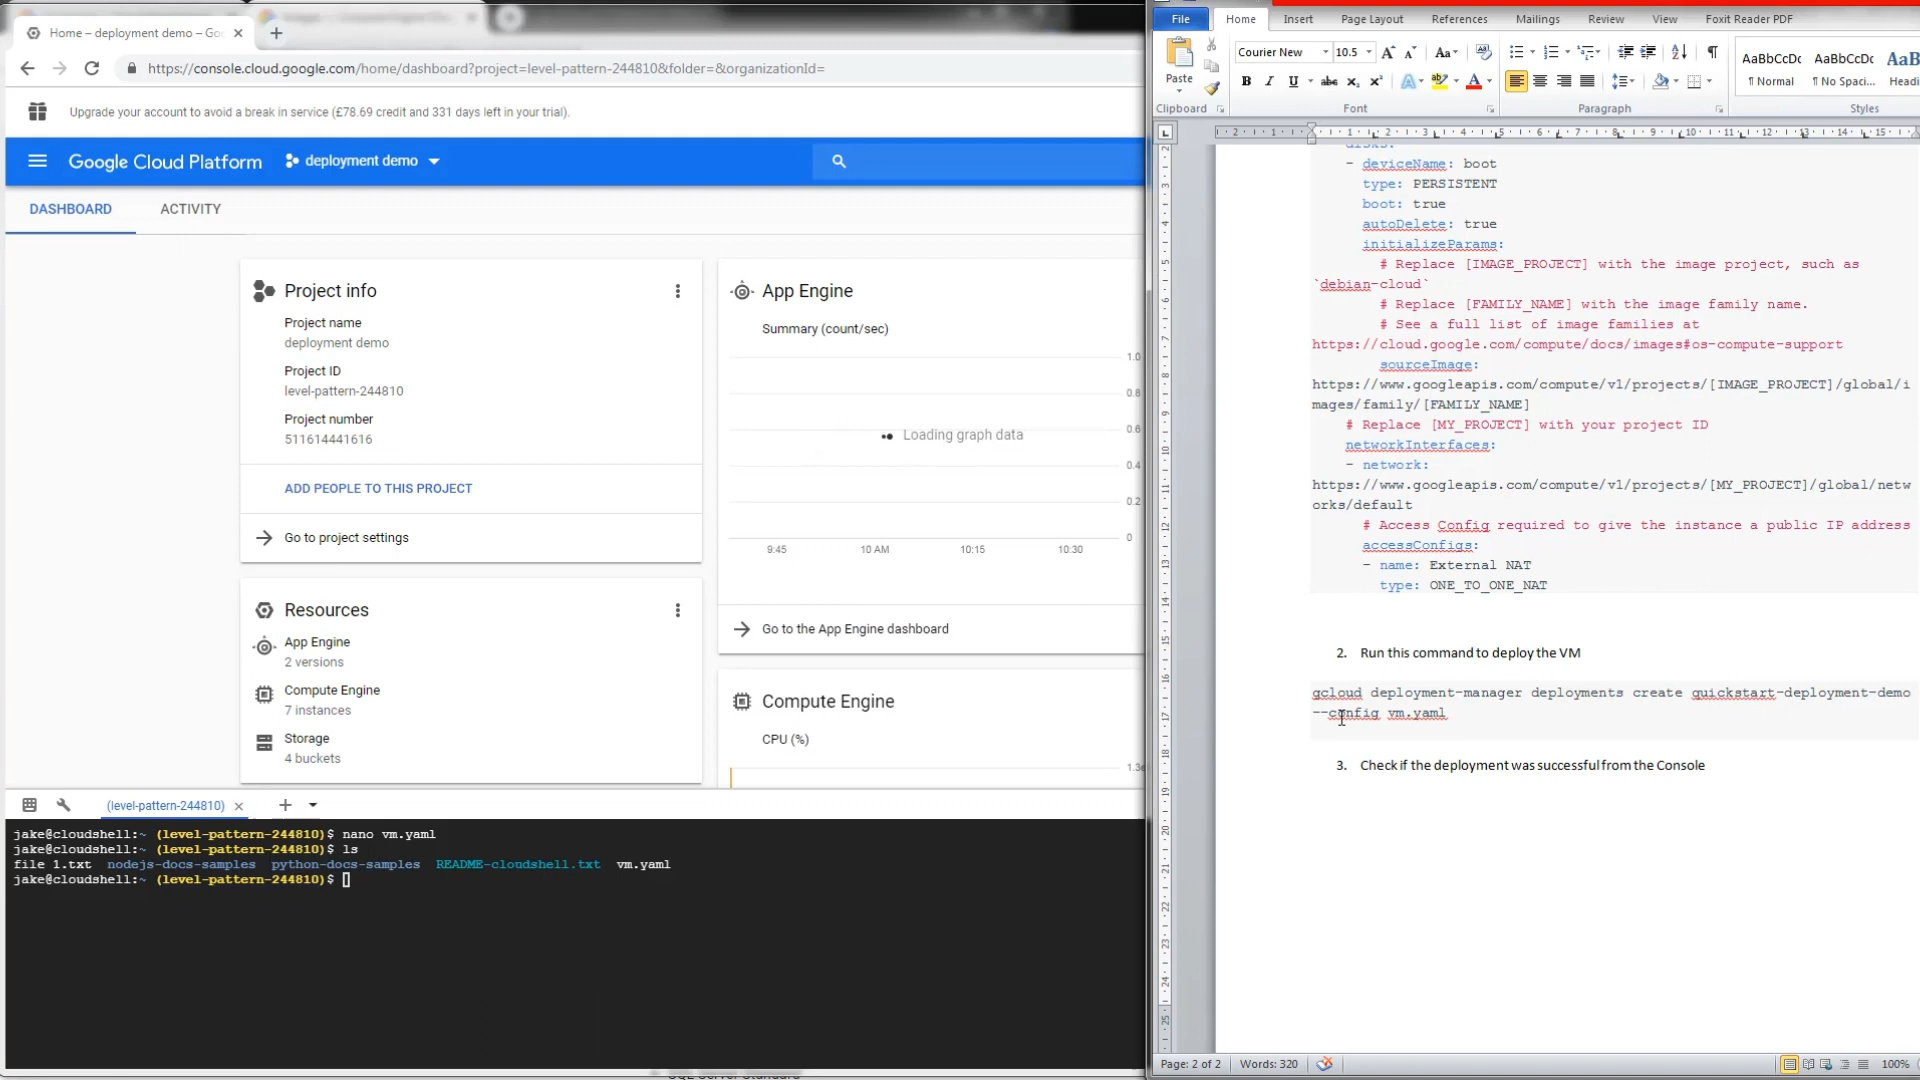 Home – deployment demo – Go
https://console.cloud.google.com/home/dashboard?project=level-pattern-244810&folder=&organizationId=
Upgrade your account to avoid a break in service (£78.69 credit and 331 days left in your trial).
Google Cloud Platform
deployment demo
DASHBOARD
ACTIVITY
Project info
Project name
deployment demo
Project ID
level-pattern-244810
Project number
511614441616
ADD PEOPLE TO THIS PROJECT
Go to project settings
Resources
App Engine
2 versions
Compute Engine
7 instances
Storage
4 buckets
App Engine
Summary (count/sec)
1.0
0.8
0.6
0.4
0.2
0
Loading graph data
9:45
10 AM
10:15
10:30
Go to the App Engine dashboard
Compute Engine
CPU (%)
(level-pattern-244810)
jake@cloudshell:~ (level-pattern-244810)$ nano vm.yaml
jake@cloudshell:~ (level-pattern-244810)$ ls
file 1.txt nodejs-docs-samples python-docs-samples README-cloudshell.txt vm.yaml
jake@cloudshell:~ (level-pattern-244810)$
File
Home
Insert
Page Layout
References
Mailings
Review
View
Foxit Reader PDF
Courier New
10.5
Paste
Clipboard
Font
Paragraph
Styles
AaBbCcDc
¶ Normal
AaBbCcDc
¶ No Spaci...
AaB
Headi
disks:
- deviceName: boot
type: PERSISTENT
boot: true
autoDelete: true
initializeParams:
# Replace [IMAGE_PROJECT] with the image project, such as
`debian-cloud`
# Replace [FAMILY_NAME] with the image family name.
# See a full list of image families at
https://cloud.google.com/compute/docs/images#os-compute-support
sourceImage:
https://www.googleapis.com/compute/v1/projects/[IMAGE_PROJECT]/global/i
mages/family/[FAMILY_NAME]
# Replace [MY_PROJECT] with your project ID
networkInterfaces:
- network:
https://www.googleapis.com/compute/v1/projects/[MY_PROJECT]/global/netw
orks/default
# Access Config required to give the instance a public IP address
accessConfigs:
- name: External NAT
type: ONE_TO_ONE_NAT
2. Run this command to deploy the VM
gcloud deployment-manager deployments create quickstart-deployment-demo
--config vm.yaml
3. Check if the deployment was successful from the Console
Page: 2 of 2
Words: 320
100%